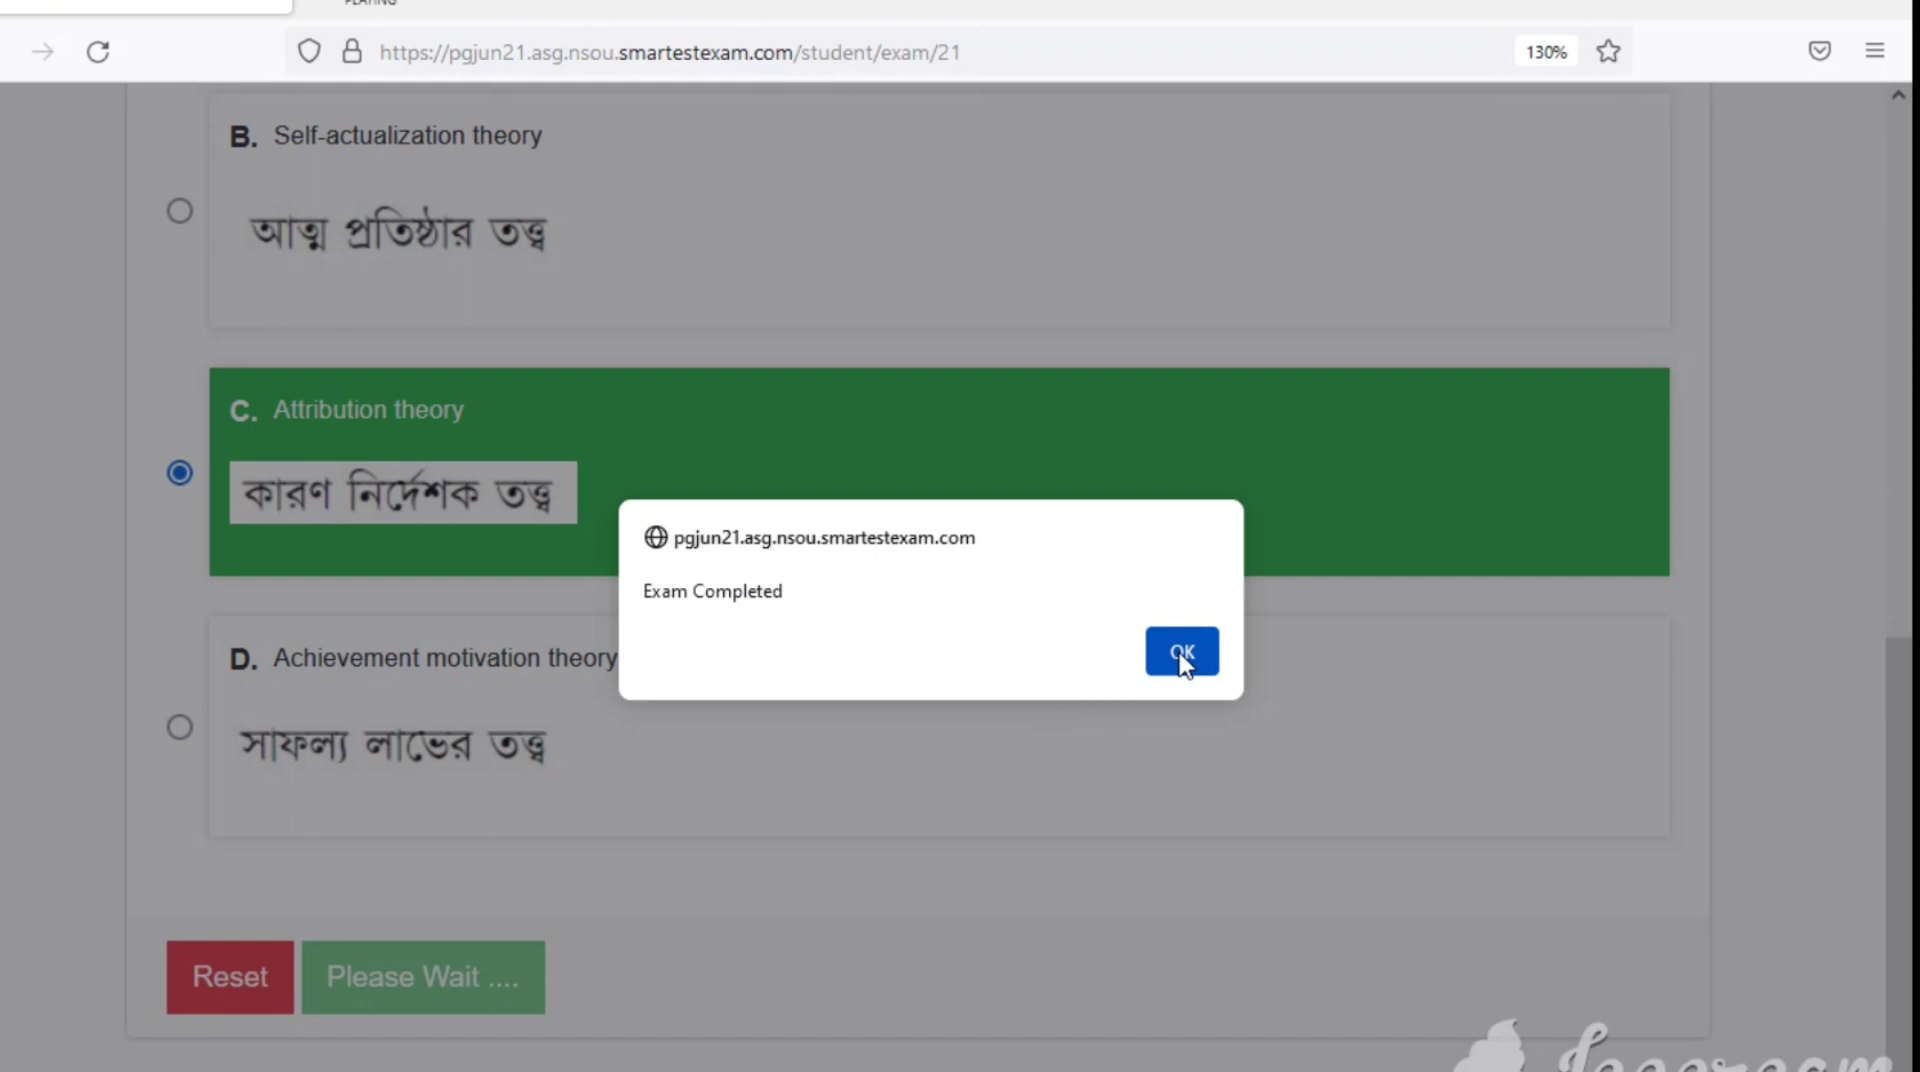 https://pgjun21.asg.nsou.smartestexam.com/student/exam/21
130%
B. Self-actualization theory
আত্ম প্রতিষ্ঠার তত্ত্ব
C. Attribution theory
কারণ নির্দেশক তত্ত্ব
pgjun21.asg.nsou.smartestexam.com
Exam Completed
OK
D. Achievement motivation theory
সাফল্য লাভের তত্ত্ব
Reset
Please Wait ....